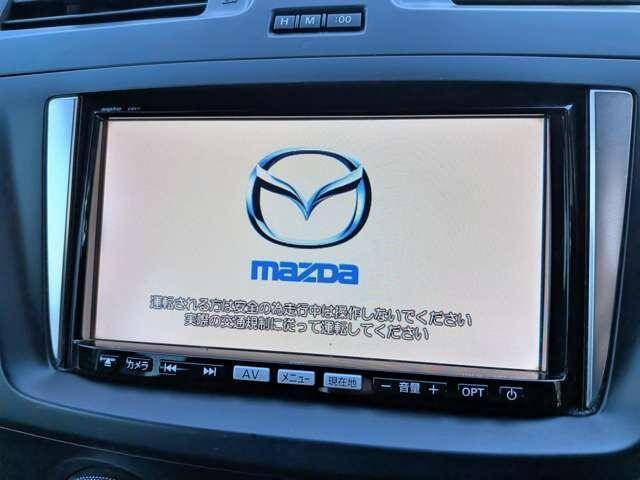 H M :00
mazda
運転される方は安全の為走行中は操作しないでください
実際の交通規制に従って運転してください
カメラ AV メニュー 現在地 − 音量 + OPT